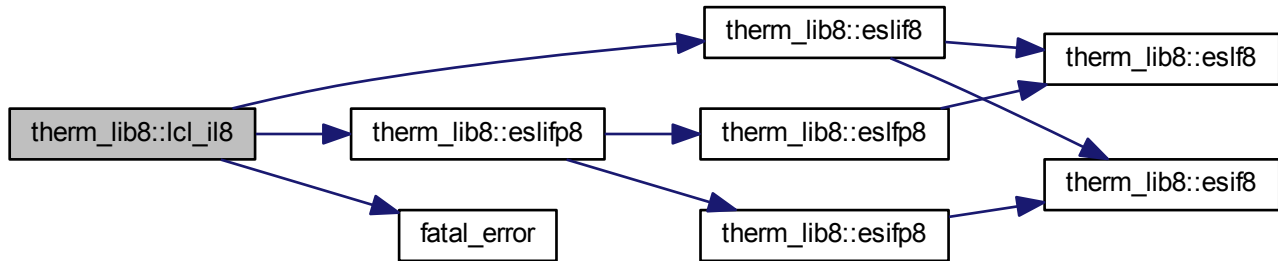 therm_lib8::lcl_il8
therm_lib8::eslif8
therm_lib8::eslifp8
fatal_error
therm_lib8::eslfp8
therm_lib8::esifp8
therm_lib8::eslf8
therm_lib8::esif8